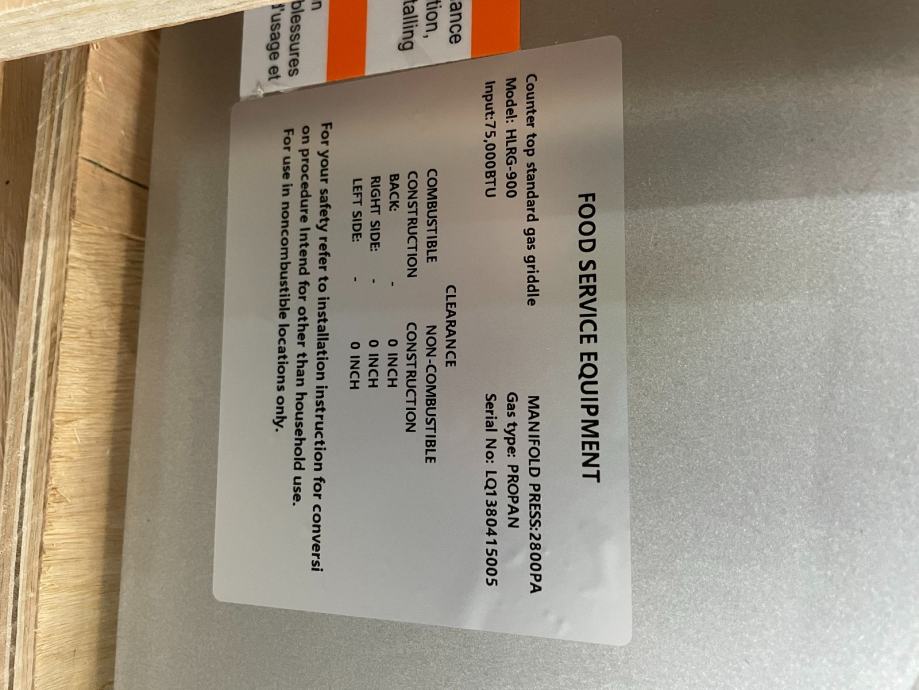 FOOD SERVICE EQUIPMENT
Counter top standard gas griddle MANIFOLD PRESS:2800PA
Model: HLRG-900 Gas type: PROPAN
Input:75,000BTU Serial No: LQ1380415005
CLEARANCE
COMBUSTIBLE NON-COMBUSTIBLE
CONSTRUCTION CONSTRUCTION
BACK: - 0 INCH
RIGHT SIDE: - 0 INCH
LEFT SIDE: - 0 INCH
For your safety refer to installation instruction for conversi
on procedure Intend for other than household use.
For use in noncombustible locations only.
ance
tion,
talling
n
blessures
d'usage et